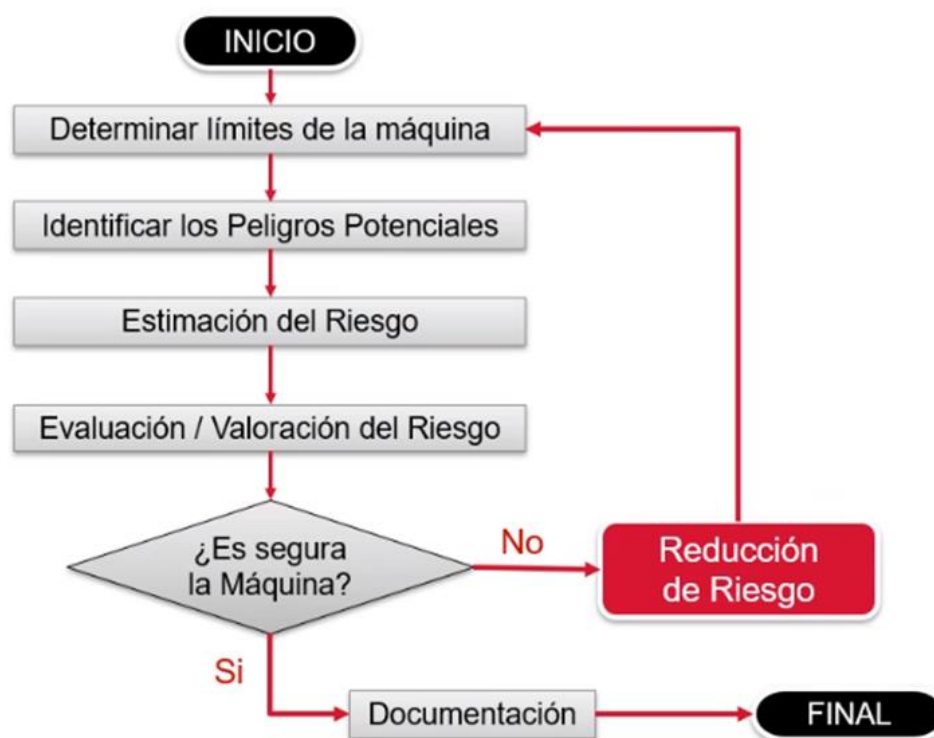 INICIO
Determinar límites de la máquina
Identificar los Peligros Potenciales
Estimación del Riesgo
Evaluación / Valoración del Riesgo
¿Es segura
la Máquina?
No
Reducción
de Riesgo
Si
Documentación
FINAL